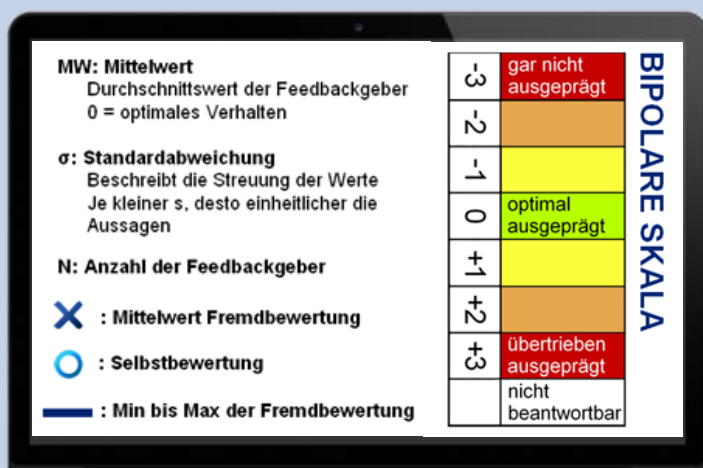 MW: Mittelwert
Durchschnittswert der Feedbackgeber
0 = optimales Verhalten
σ: Standardabweichung
Beschreibt die Streuung der Werte
Je kleiner s, desto einheitlicher die
Aussagen
N: Anzahl der Feedbackgeber
: Mittelwert Fremdbewertung
: Selbstbewertung
: Min bis Max der Fremdbewertung
-3 gar nicht
ausgeprägt
-2
-1
0 optimal
ausgeprägt
+1
+2
+3 übertrieben
ausgeprägt
nicht
beantwortbar
BIPOLARE SKALA